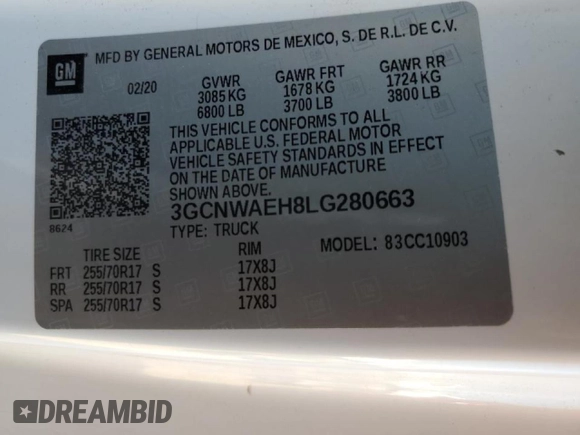 GM
MFD BY GENERAL MOTORS DE MEXICO, S. DE R.L. DE C.V.
02/20 GVWR GAWR FRT GAWR RR
3085 KG 1678 KG 1724 KG
6800 LB 3700 LB 3800 LB
THIS VEHICLE CONFORMS TO ALL
APPLICABLE U.S. FEDERAL MOTOR
VEHICLE SAFETY STANDARDS IN EFFECT
ON THE DATE OF MANUFACTURE
3GCNWAEH8LG280663
8624
TYPE: TRUCK MODEL: 83CC10903
TIRE SIZE RIM
FRT 255/70R17 S 17X8J
RR 255/70R17 S 17X8J
SPA 255/70R17 S 17X8J
DREAMBID